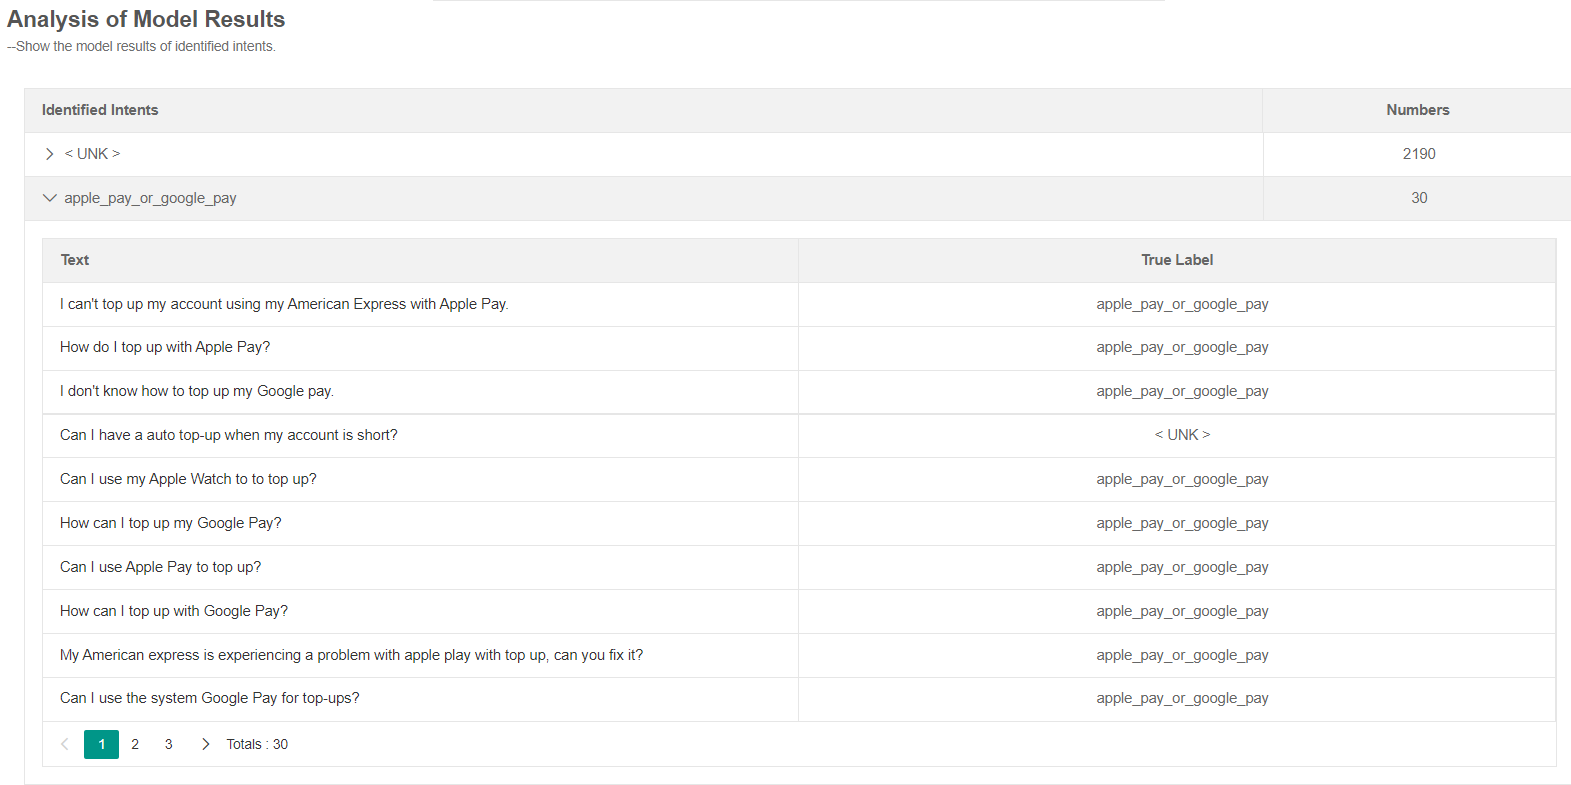 Analysis of Model Results
--Show the model results of identified intents.
Identified Intents Numbers
< UNK > 2190
apple_pay_or_google_pay 30
Text True Label
I can't top up my account using my American Express with Apple Pay. apple_pay_or_google_pay
How do I top up with Apple Pay? apple_pay_or_google_pay
I don't know how to top up my Google pay. apple_pay_or_google_pay
Can I have a auto top-up when my account is short? < UNK >
Can I use my Apple Watch to to top up? apple_pay_or_google_pay
How can I top up my Google Pay? apple_pay_or_google_pay
Can I use Apple Pay to top up? apple_pay_or_google_pay
How can I top up with Google Pay? apple_pay_or_google_pay
My American express is experiencing a problem with apple play with top up, can you fix it? apple_pay_or_google_pay
Can I use the system Google Pay for top-ups? apple_pay_or_google_pay
1 2 3 Totals : 30